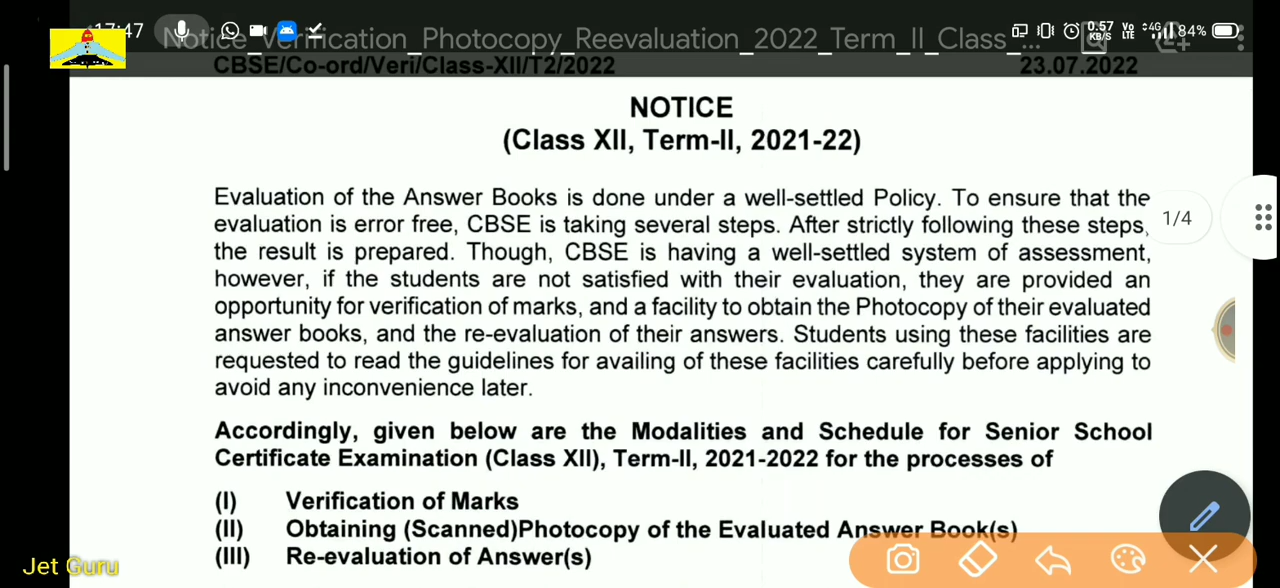 17:47
0.57 KB/S Vo LTE 4G 84%
Notice_Verification_Photocopy_Reevaluation_2022_Term_II_Class_...
CBSE/Co-ord/Veri/Class-XII/T2/2022 23.07.2022
NOTICE
(Class XII, Term-II, 2021-22)
Evaluation of the Answer Books is done under a well-settled Policy. To ensure that the
evaluation is error free, CBSE is taking several steps. After strictly following these steps,
the result is prepared. Though, CBSE is having a well-settled system of assessment,
however, if the students are not satisfied with their evaluation, they are provided an
opportunity for verification of marks, and a facility to obtain the Photocopy of their evaluated
answer books, and the re-evaluation of their answers. Students using these facilities are
requested to read the guidelines for availing of these facilities carefully before applying to
avoid any inconvenience later.
1/4
Accordingly, given below are the Modalities and Schedule for Senior School
Certificate Examination (Class XII), Term-II, 2021-2022 for the processes of
(I) Verification of Marks
(II) Obtaining (Scanned)Photocopy of the Evaluated Answer Book(s)
(III) Re-evaluation of Answer(s)
Jet Guru